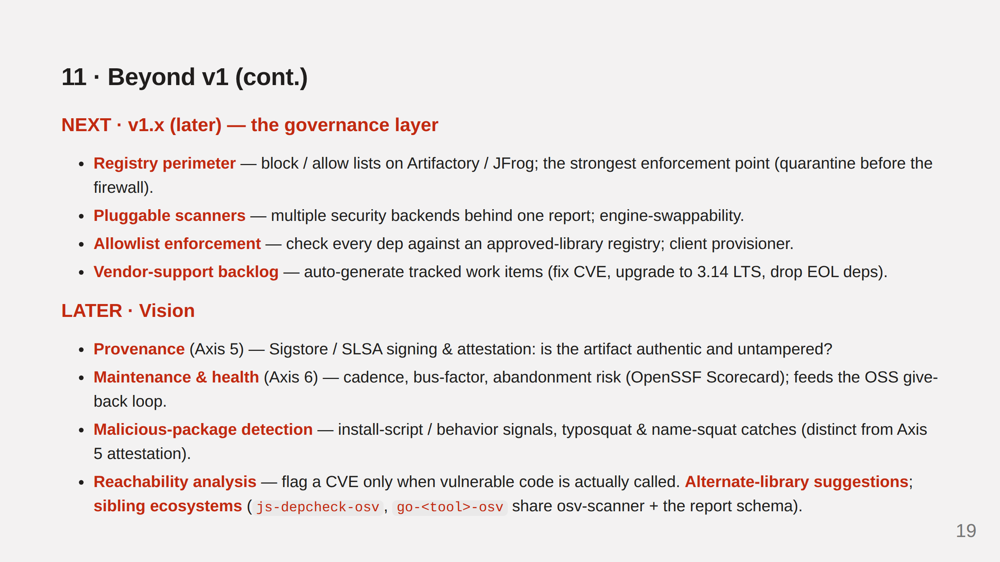 11 · Beyond v1 (cont.)
NEXT · v1.x (later) — the governance layer
• Registry perimeter — block / allow lists on Artifactory / JFrog; the strongest enforcement point (quarantine before the
firewall).
• Pluggable scanners — multiple security backends behind one report; engine-swappability.
• Allowlist enforcement — check every dep against an approved-library registry; client provisioner.
• Vendor-support backlog — auto-generate tracked work items (fix CVE, upgrade to 3.14 LTS, drop EOL deps).
LATER · Vision
• Provenance (Axis 5) — Sigstore / SLSA signing & attestation: is the artifact authentic and untampered?
• Maintenance & health (Axis 6) — cadence, bus-factor, abandonment risk (OpenSSF Scorecard); feeds the OSS give-
back loop.
• Malicious-package detection — install-script / behavior signals, typosquat & name-squat catches (distinct from Axis
5 attestation).
• Reachability analysis — flag a CVE only when vulnerable code is actually called. Alternate-library suggestions;
sibling ecosystems (js-depcheck-osv, go-<tool>-osv share osv-scanner + the report schema).
19